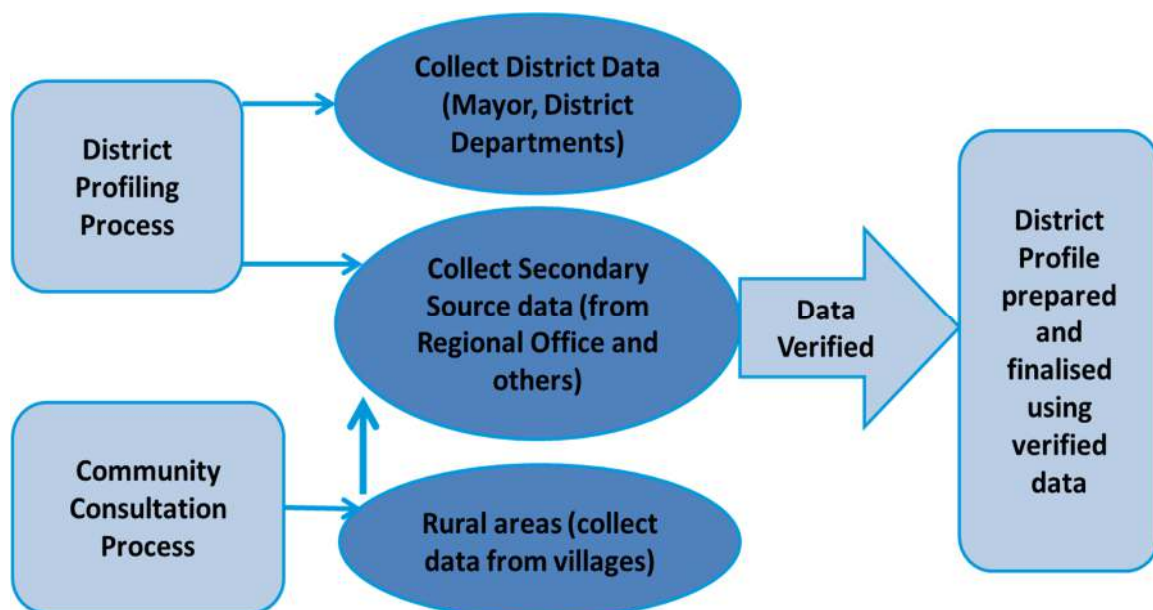 Collect District Data
(Mayor, District
Departments)
District
Profiling
Process
Collect Secondary
Source data (from
Regional Office and
others)
Data
Verified
District
Profile
prepared
and
finalised
using
verified
data
Community
Consultation
Process
Rural areas (collect
data from villages)